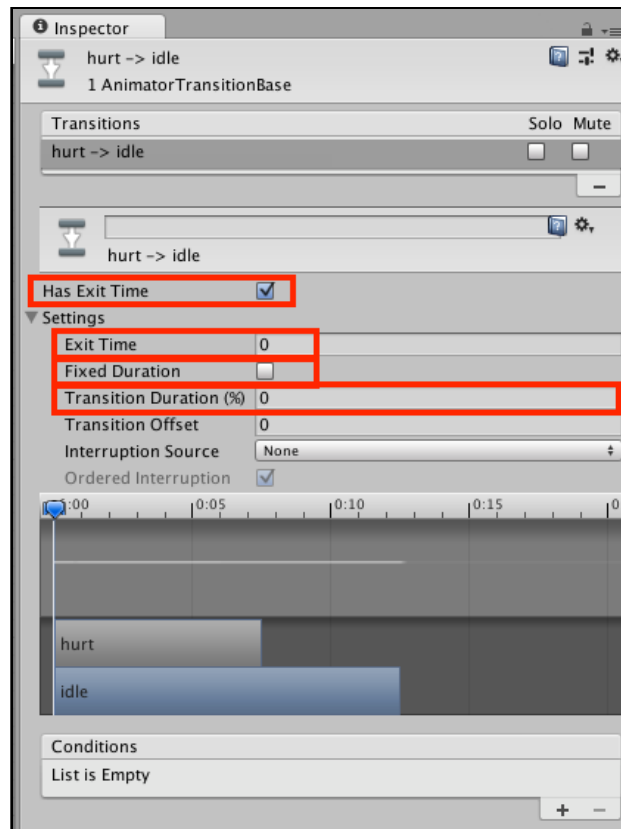 Inspector
hurt -> idle
1 AnimatorTransitionBase
Transitions Solo Mute
hurt -> idle
hurt -> idle
Has Exit Time
Settings
Exit Time 0
Fixed Duration
Transition Duration (%) 0
Transition Offset 0
Interruption Source None
Ordered Interruption
:00 0:05 0:10 0:15 0
hurt
idle
Conditions
List is Empty